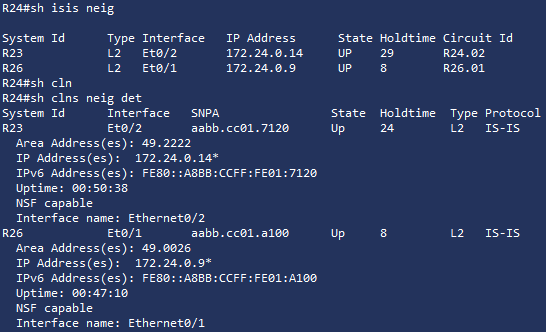 R24#sh isis neig
System Id      Type Interface   IP Address      State Holdtime Circuit Id
R23            L2   Et0/2       172.24.0.14     UP    29       R24.02
R26            L2   Et0/1       172.24.0.9      UP    8        R26.01
R24#sh cln
R24#sh clns neig det
System Id      Interface   SNPA                State  Holdtime  Type Protocol
R23            Et0/2       aabb.cc01.7120      Up     24        L2   IS-IS
  Area Address(es): 49.2222
  IP Address(es):  172.24.0.14*
  IPv6 Address(es): FE80::A8BB:CCFF:FE01:7120
  Uptime: 00:50:38
  NSF capable
  Interface name: Ethernet0/2
R26            Et0/1       aabb.cc01.a100      Up     8         L2   IS-IS
  Area Address(es): 49.0026
  IP Address(es):  172.24.0.9*
  IPv6 Address(es): FE80::A8BB:CCFF:FE01:A100
  Uptime: 00:47:10
  NSF capable
  Interface name: Ethernet0/1